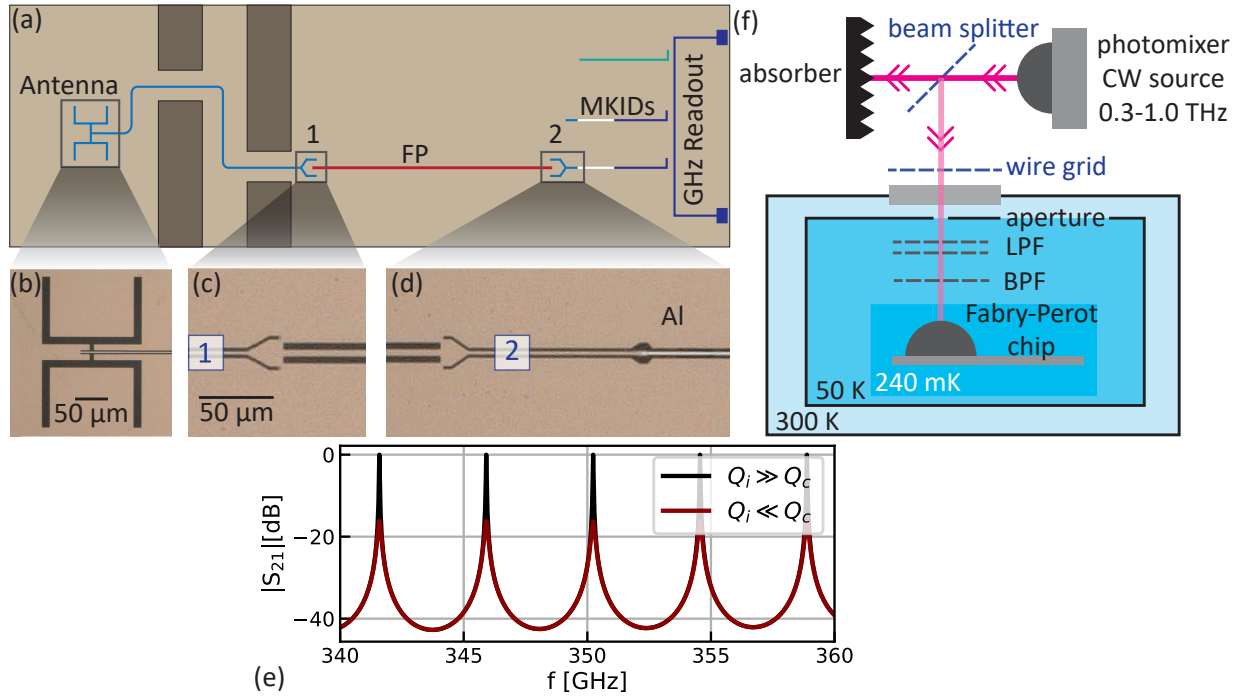 (a)
Antenna
1
FP
2
MKIDs
GHz Readout
(b)
50 μm
(c)
1
50 μm
(d)
2
Al
(e)
|S21|[dB]
0
−20
−40
Qi ≫ Qc
Qi ≪ Qc
340
345
350
355
360
f [GHz]
(f)
beam splitter
absorber
photomixer
CW source
0.3-1.0 THz
wire grid
aperture
LPF
BPF
Fabry-Perot
chip
240 mK
50 K
300 K